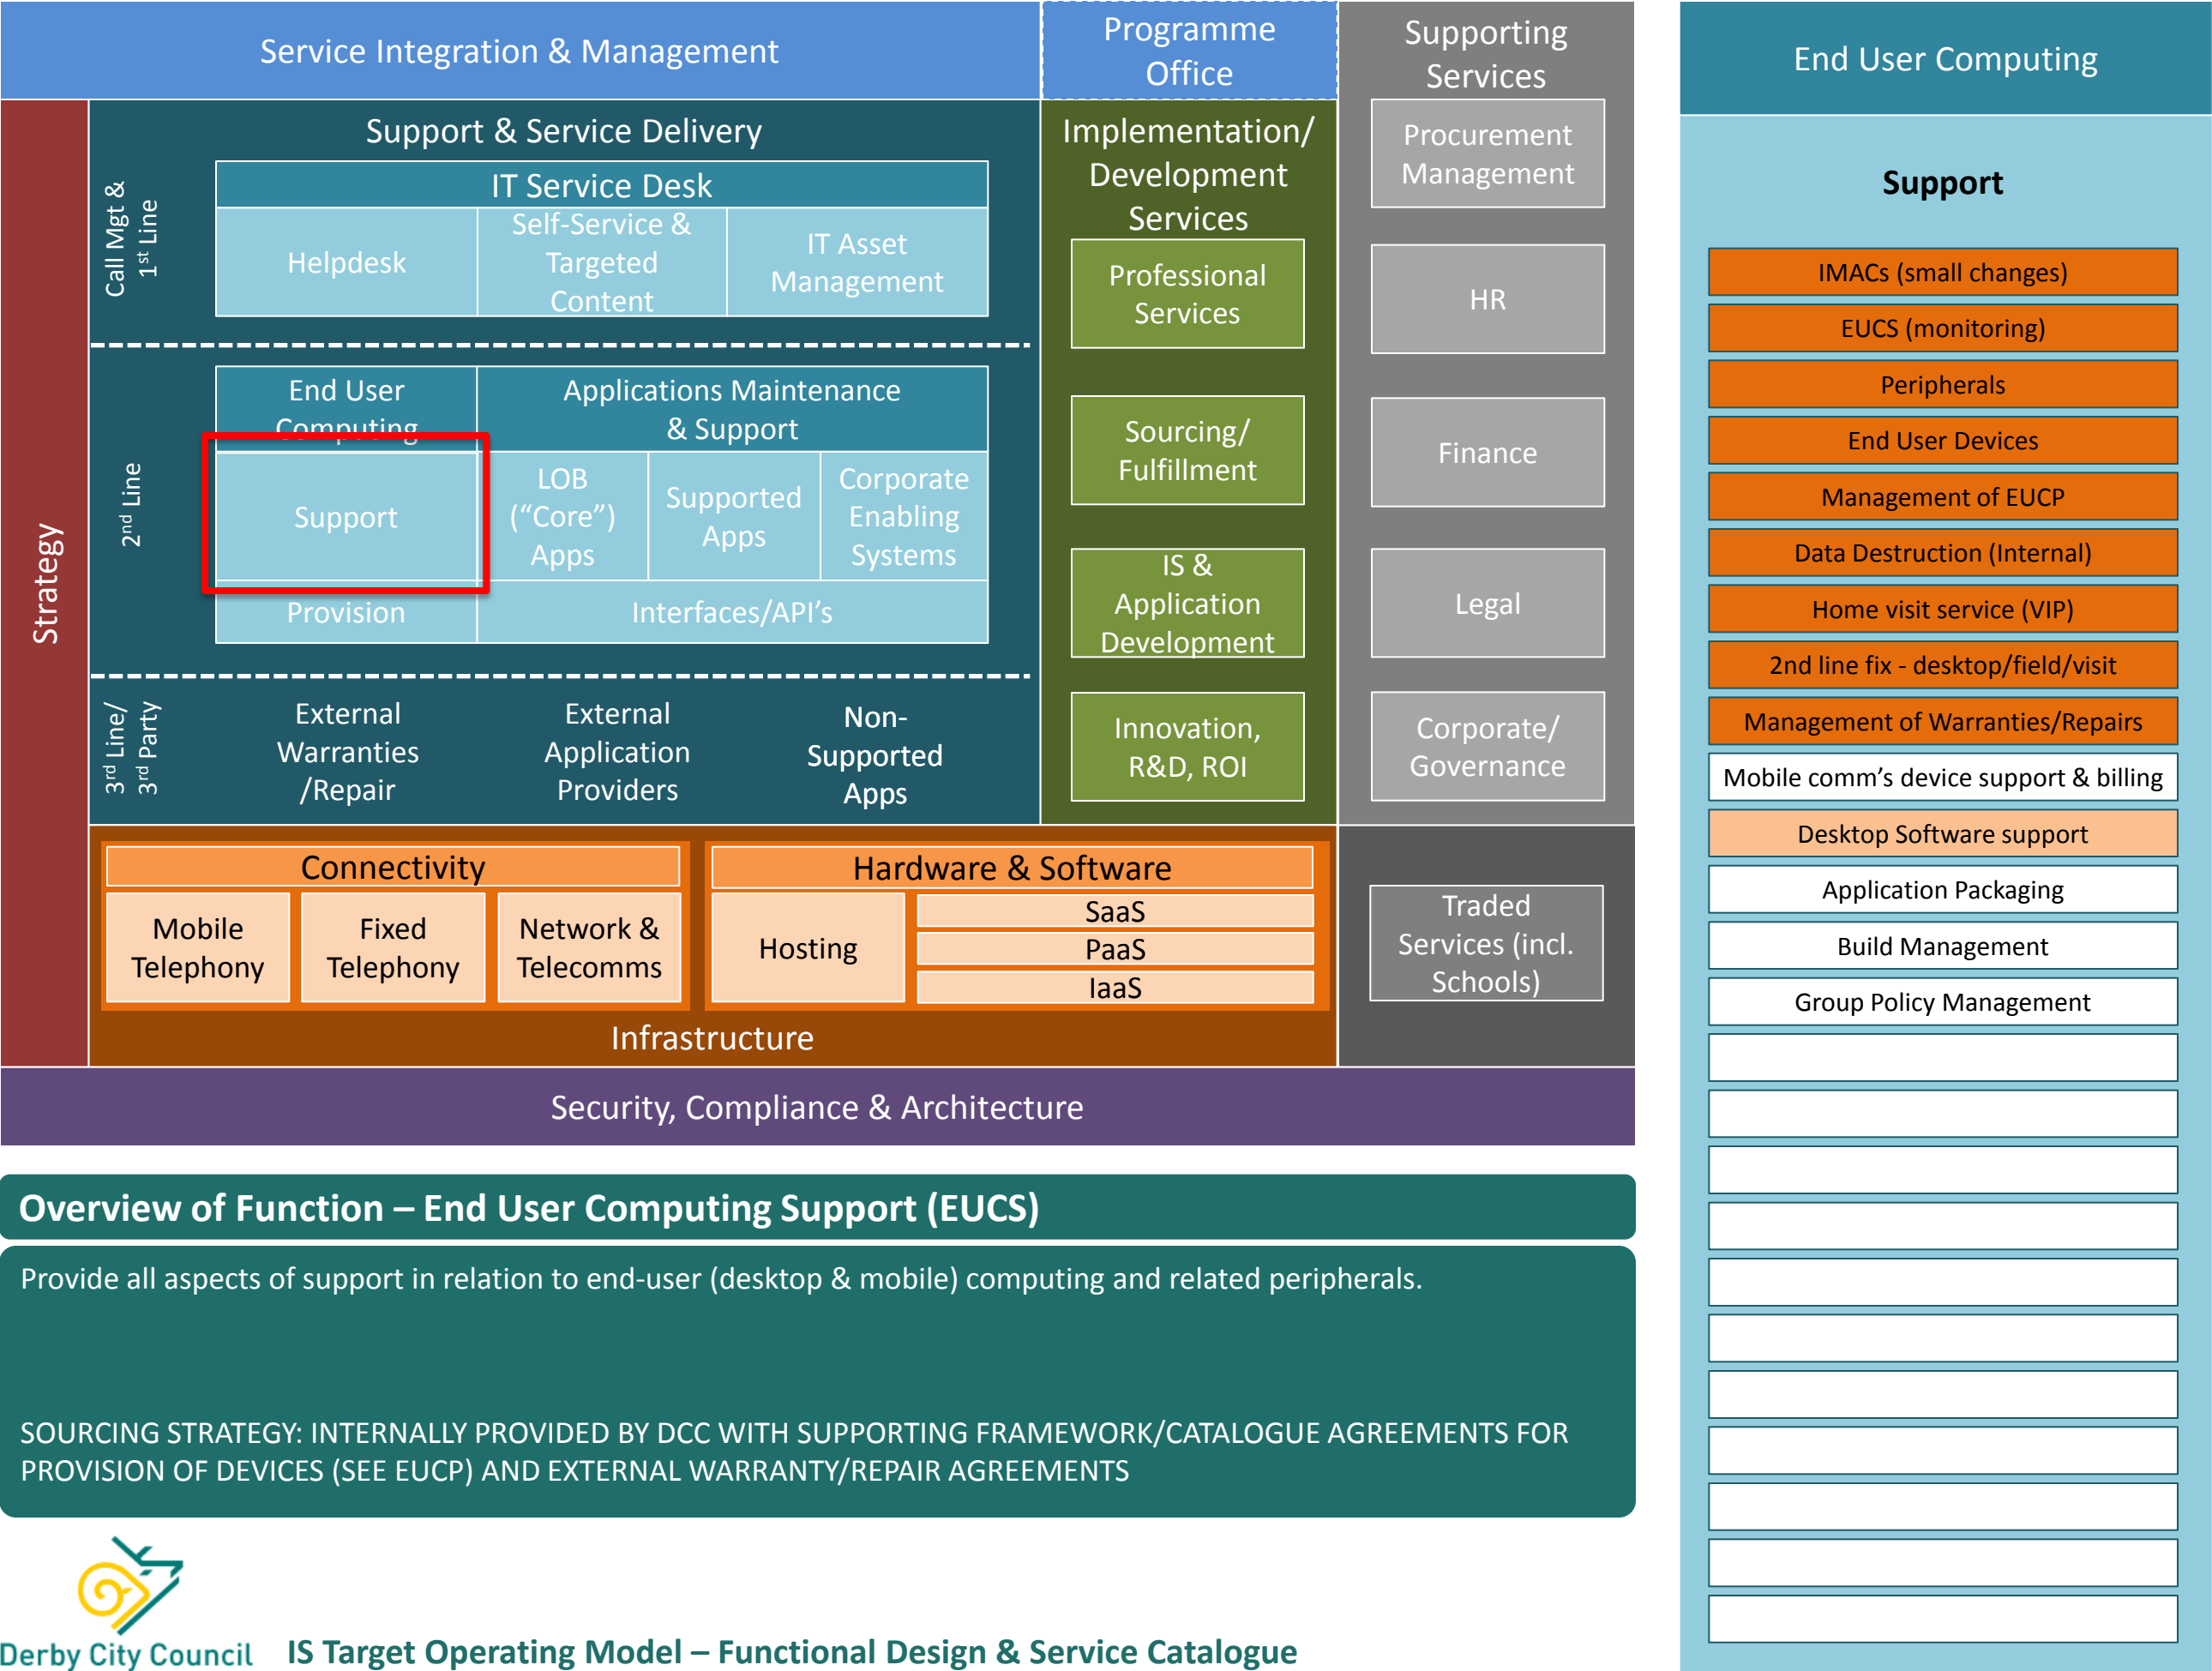 Service Integration & Management
Programme
Office
Supporting
Services
Strategy
Support & Service Delivery
Call Mgt &
1st Line
IT Service Desk
Helpdesk
Self-Service &
Targeted
Content
IT Asset
Management
2nd Line
End User
Computing
Applications Maintenance
& Support
Support
LOB
(“Core”)
Apps
Supported
Apps
Corporate
Enabling
Systems
Provision
Interfaces/API’s
3rd Line/
3rd Party
External
Warranties
/Repair
External
Application
Providers
Non-
Supported
Apps
Implementation/
Development
Services
Professional
Services
Sourcing/
Fulfillment
IS &
Application
Development
Innovation,
R&D, ROI
Procurement
Management
HR
Finance
Legal
Corporate/
Governance
Connectivity
Mobile
Telephony
Fixed
Telephony
Network &
Telecomms
Hardware & Software
Hosting
SaaS
PaaS
IaaS
Infrastructure
Traded
Services (incl.
Schools)
Security, Compliance & Architecture
Overview of Function – End User Computing Support (EUCS)
Provide all aspects of support in relation to end-user (desktop & mobile) computing and related peripherals.
SOURCING STRATEGY: INTERNALLY PROVIDED BY DCC WITH SUPPORTING FRAMEWORK/CATALOGUE AGREEMENTS FOR
PROVISION OF DEVICES (SEE EUCP) AND EXTERNAL WARRANTY/REPAIR AGREEMENTS
Derby City Council
IS Target Operating Model – Functional Design & Service Catalogue
End User Computing
Support
IMACs (small changes)
EUCS (monitoring)
Peripherals
End User Devices
Management of EUCP
Data Destruction (Internal)
Home visit service (VIP)
2nd line fix - desktop/field/visit
Management of Warranties/Repairs
Mobile comm’s device support & billing
Desktop Software support
Application Packaging
Build Management
Group Policy Management